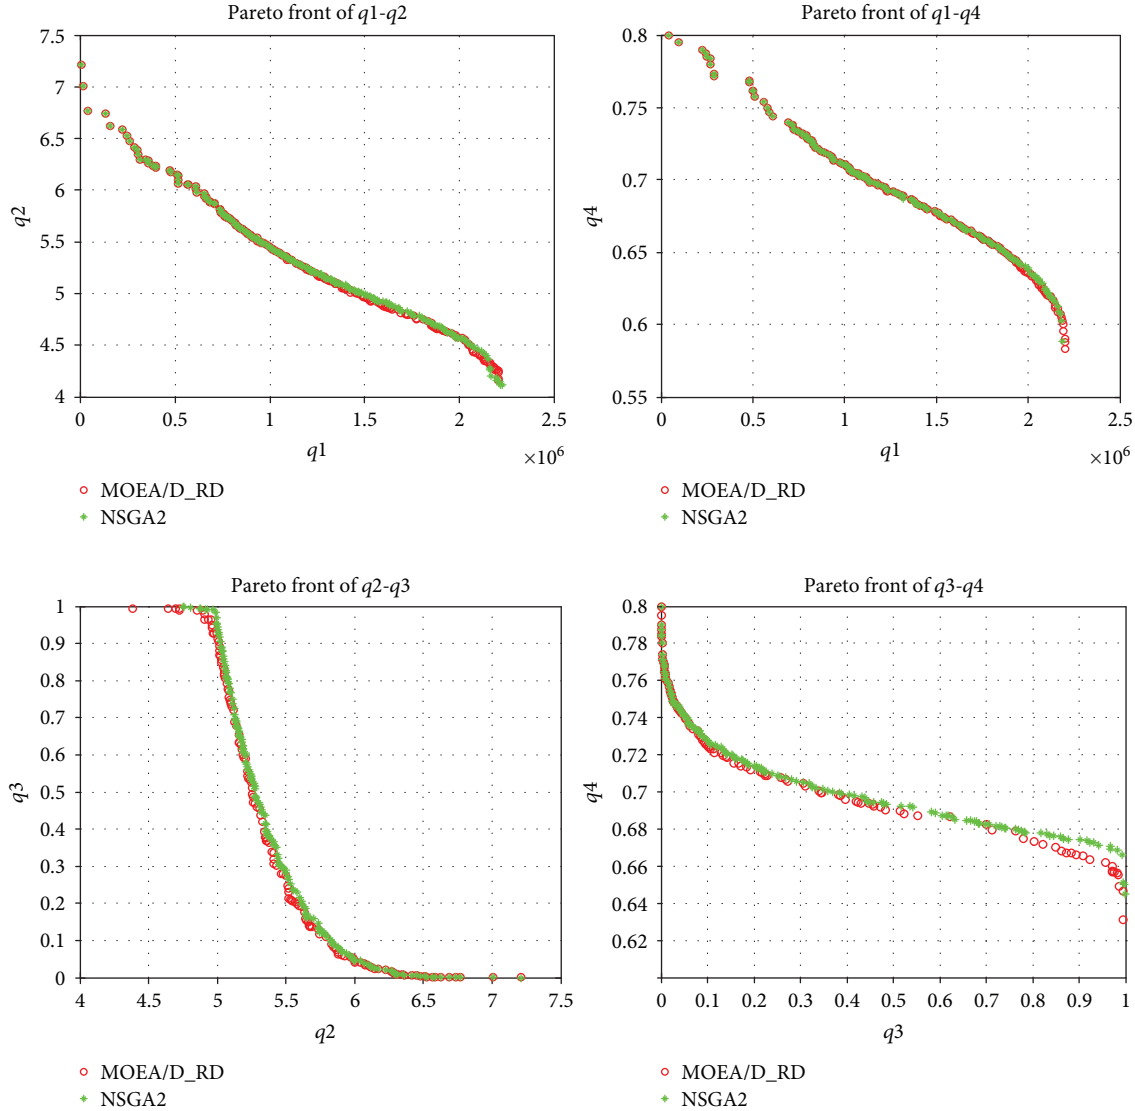 Pareto front of q1-q2
7.5
7
6.5
6
5.5
5
4.5
4
q2
0 0.5 1 1.5 2 2.5
q1
×10⁶
MOEA/D_RD
NSGA2
Pareto front of q1-q4
0.8
0.75
0.7
0.65
0.6
0.55
q4
0 0.5 1 1.5 2 2.5
q1
×10⁶
MOEA/D_RD
NSGA2
Pareto front of q2-q3
1
0.9
0.8
0.7
0.6
0.5
0.4
0.3
0.2
0.1
0
q3
4 4.5 5 5.5 6 6.5 7 7.5
q2
MOEA/D_RD
NSGA2
Pareto front of q3-q4
0.8
0.76
0.74
0.72
0.7
0.68
0.66
0.64
0.62
q4
0 0.1 0.2 0.3 0.4 0.5 0.6 0.7 0.8 0.9 1
q3
MOEA/D_RD
NSGA2